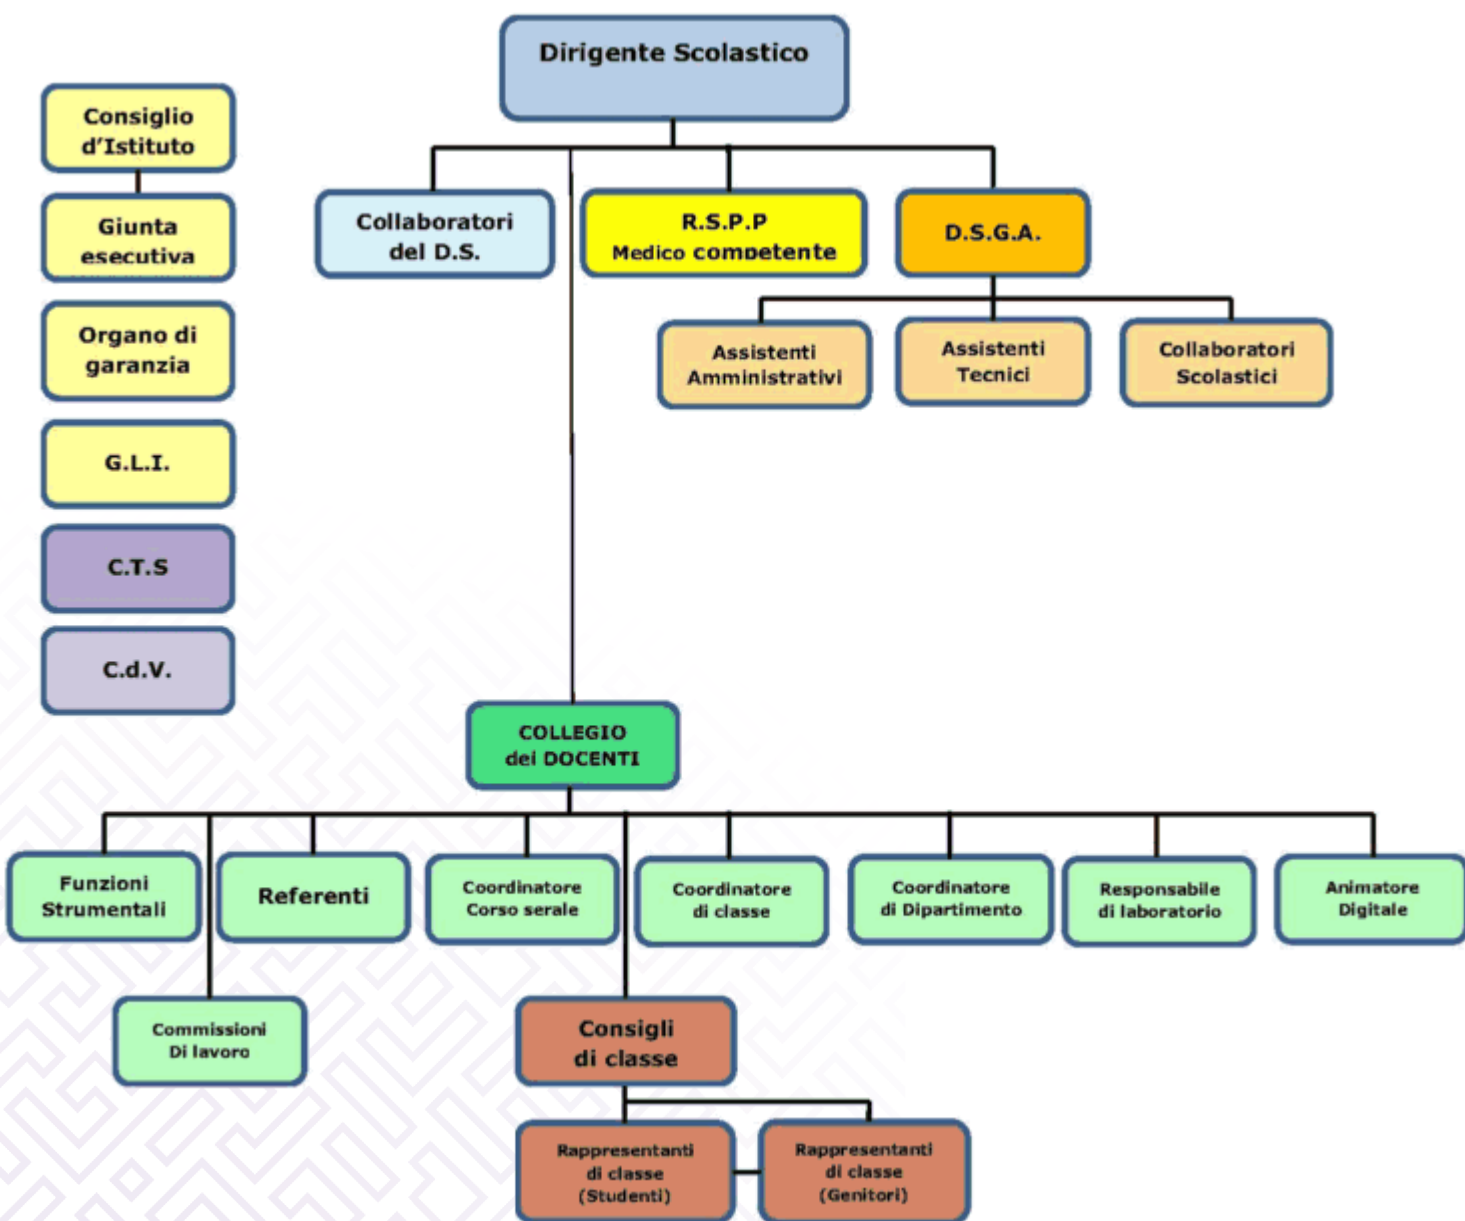 Dirigente Scolastico
Consiglio
d'Istituto
Giunta
esecutiva
Organo di
garanzia
G.L.I.
C.T.S
C.d.V.
Collaboratori
del D.S.
R.S.P.P
Medico competente
D.S.G.A.
Assistenti
Amministrativi
Assistenti
Tecnici
Collaboratori
Scolastici
COLLEGIO
dei DOCENTI
Funzioni
Strumentali
Referenti
Coordinatore
Corso serale
Coordinatore
di classe
Coordinatore
di Dipartimento
Responsabile
di laboratorio
Animatore
Digitale
Commissioni
Di lavoro
Consigli
di classe
Rappresentanti
di classe
(Studenti)
Rappresentanti
di classe
(Genitori)